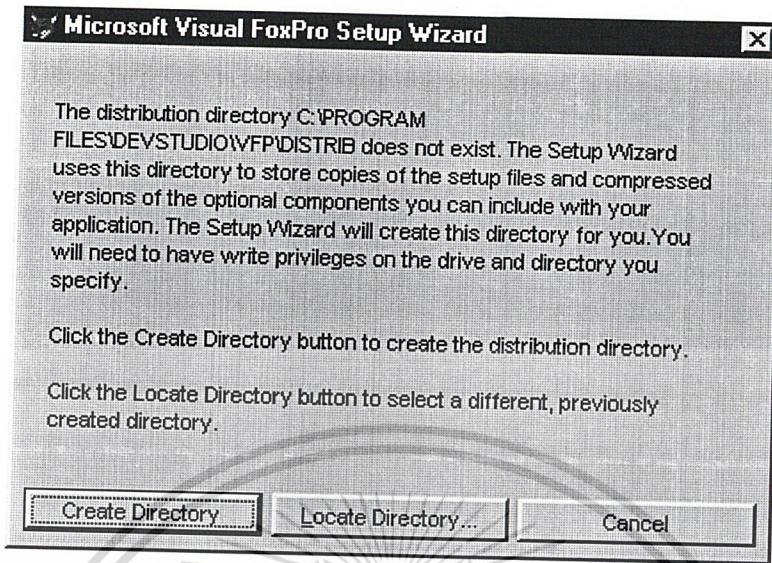 Microsoft Visual FoxPro Setup Wizard
The distribution directory C:\PROGRAM
FILES\DEVSTUDIO\VFP\DISTRIB does not exist. The Setup Wizard
uses this directory to store copies of the setup files and compressed
versions of the optional components you can include with your
application. The Setup Wizard will create this directory for you.You
will need to have write privileges on the drive and directory you
specify.
Click the Create Directory button to create the distribution directory.
Click the Locate Directory button to select a different, previously
created directory.
Create Directory
Locate Directory...
Cancel